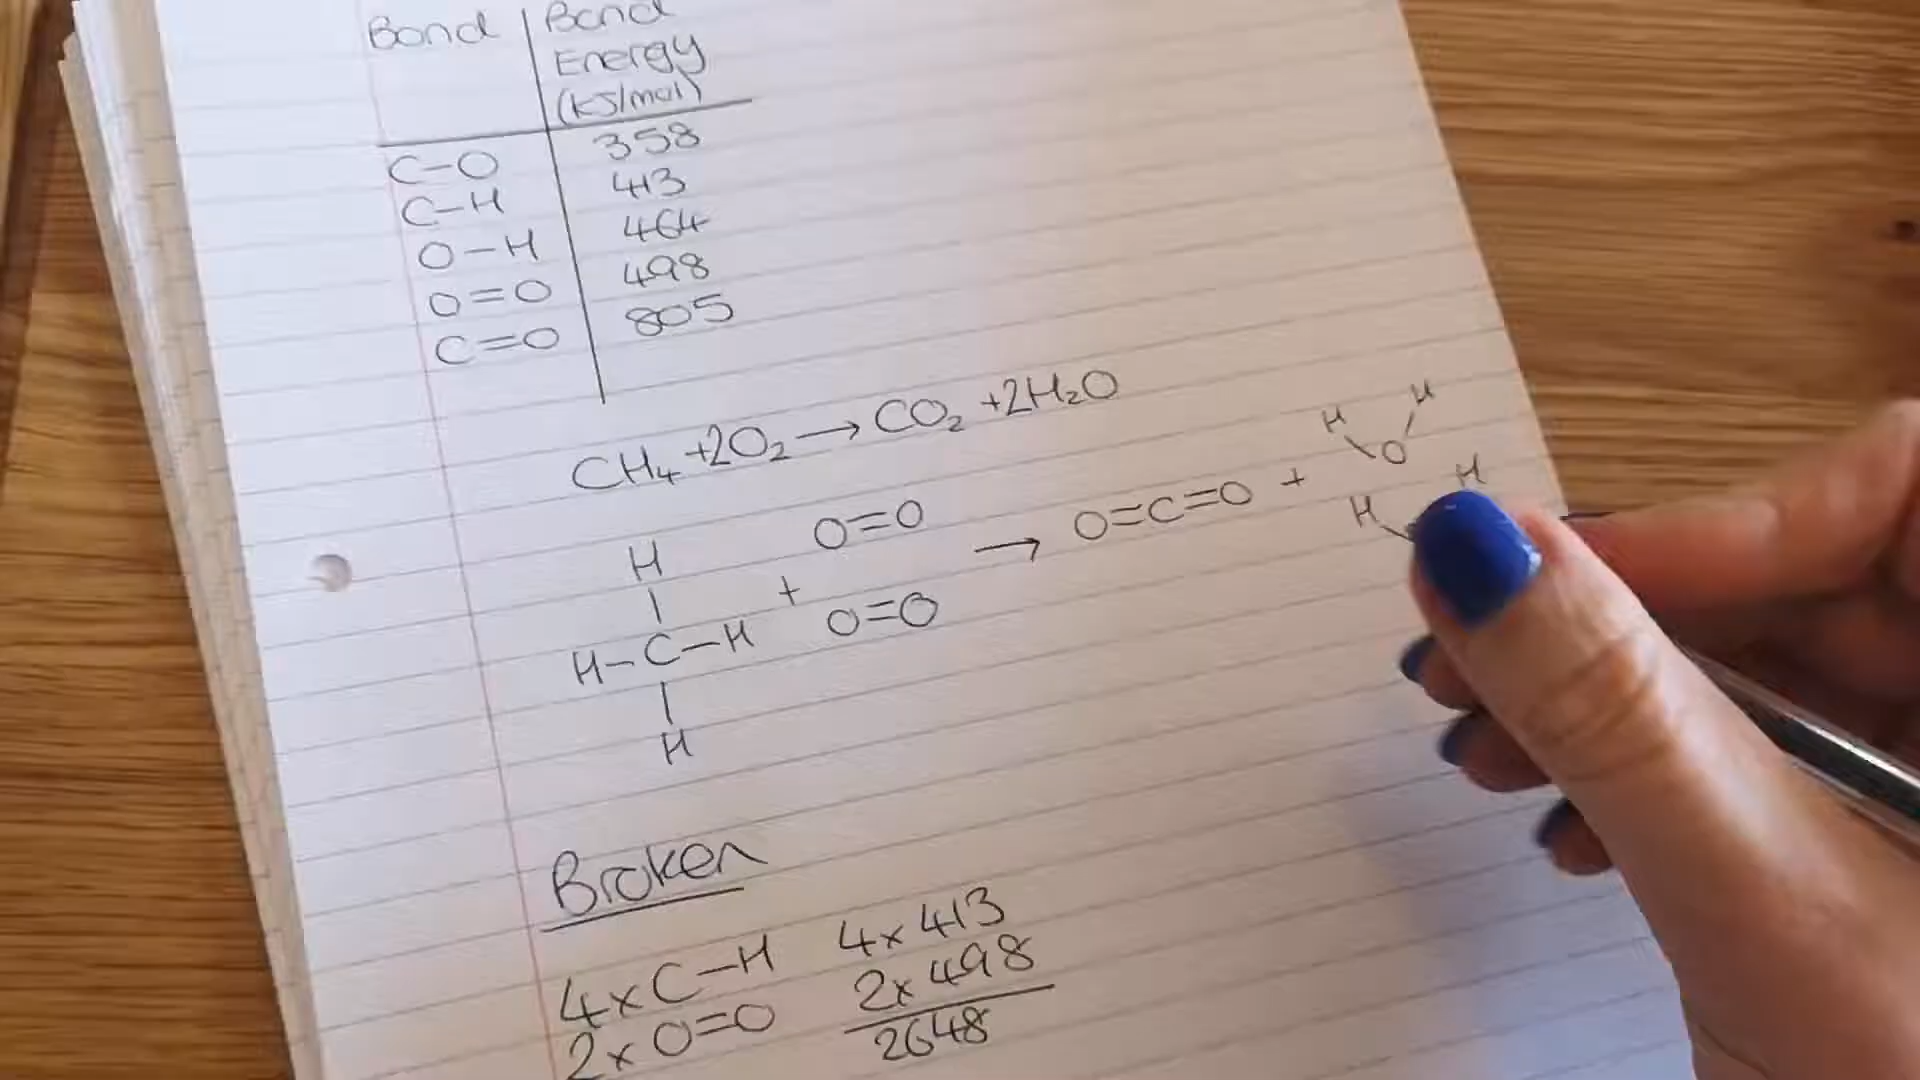 Bond | Bond
Energy
(kJ/mol)
C–O 358
C–H 413
O–H 464
O=O 498
C=O 805
CH₄ +2O₂ → CO₂ +2H₂O
H H
H O
O=O → O=C=O + H
H
+
O=O
H–C–H
H
Broken
4×C–H 4×413
2×O=O 2×498
2648